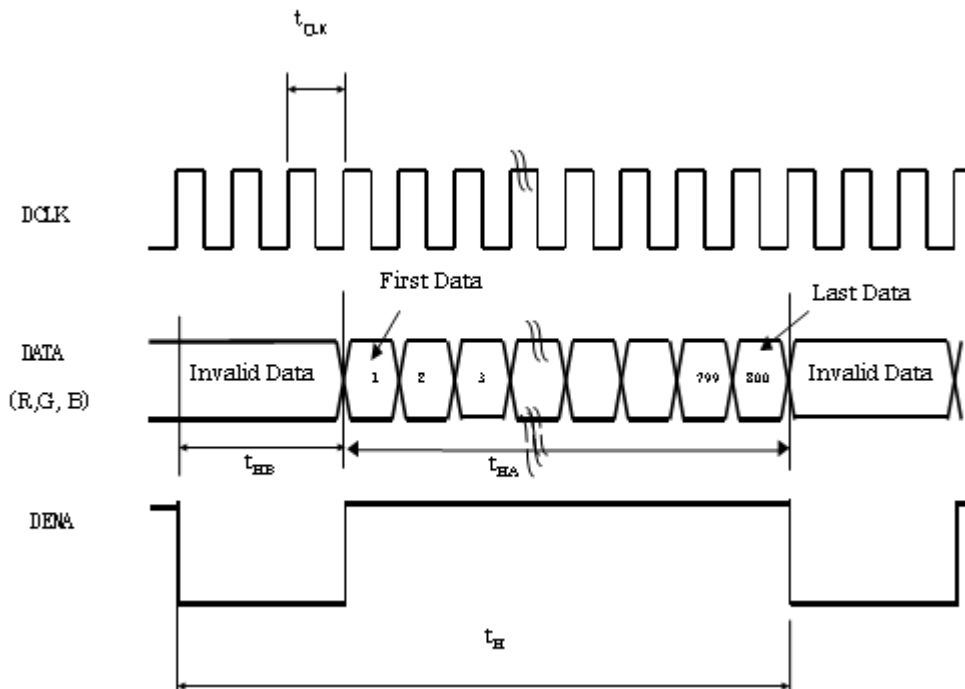 tCLK
DCLK
First Data
Last Data
DATA
(R,G, B)
Invalid Data
1
2
3
799
800
Invalid Data
tHB
tHA
DENA
tH